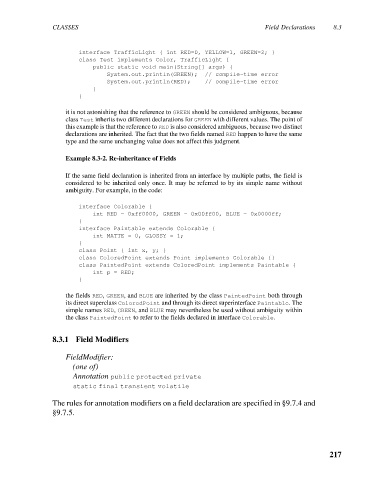 CLASSES Field Declarations 8.3
interface TrafficLight { int RED=0, YELLOW=1, GREEN=2; }
class Test implements Color, TrafficLight {
public static void main(String[] args) {
System.out.println(GREEN); // compile-time error
System.out.println(RED); // compile-time error
}
}
it is not astonishing that the reference to GREEN should be considered ambiguous, because
class Test inherits two different declarations for GREEN with different values. The point of
this example is that the reference to RED is also considered ambiguous, because two distinct
declarations are inherited. The fact that the two fields named RED happen to have the same
type and the same unchanging value does not affect this judgment.
Example 8.3-2. Re-inheritance of Fields
If the same field declaration is inherited from an interface by multiple paths, the field is
considered to be inherited only once. It may be referred to by its simple name without
ambiguity. For example, in the code:
interface Colorable {
int RED = 0xff0000, GREEN = 0x00ff00, BLUE = 0x0000ff;
}
interface Paintable extends Colorable {
int MATTE = 0, GLOSSY = 1;
}
class Point { int x, y; }
class ColoredPoint extends Point implements Colorable {}
class PaintedPoint extends ColoredPoint implements Paintable {
int p = RED;
}
the fields RED, GREEN, and BLUE are inherited by the class PaintedPoint both through
its direct superclass ColoredPoint and through its direct superinterface Paintable. The
simple names RED, GREEN, and BLUE may nevertheless be used without ambiguity within
the class PaintedPoint to refer to the fields declared in interface Colorable.
8.3.1 Field Modifiers
FieldModifier:
(one of)
Annotation public protected private
static final transient volatile
The rules for annotation modifiers on a field declaration are specified in §9.7.4 and
§9.7.5.
217